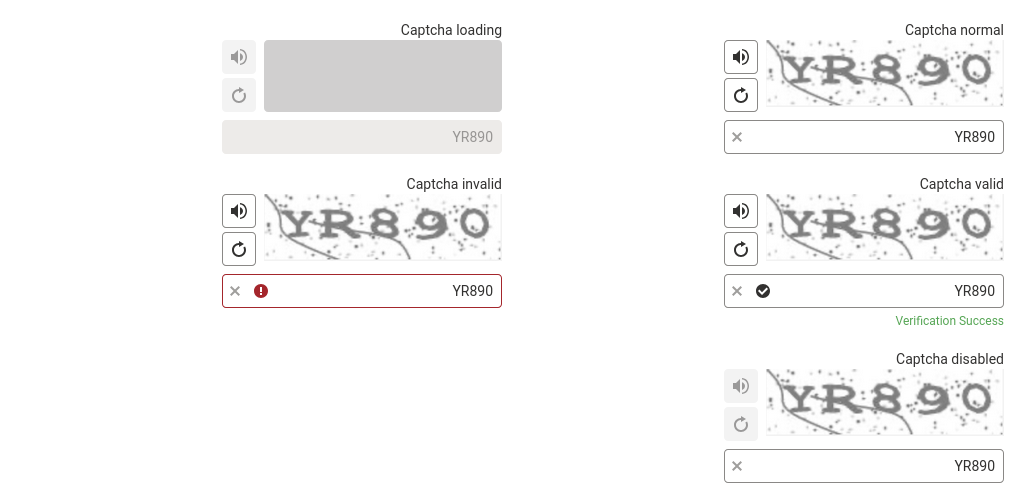 Captcha loading
YR890
Captcha normal
YR890
YR890
Captcha invalid
YR890
YR890
Captcha valid
YR890
YR890
Verification Success
Captcha disabled
YR890
YR890